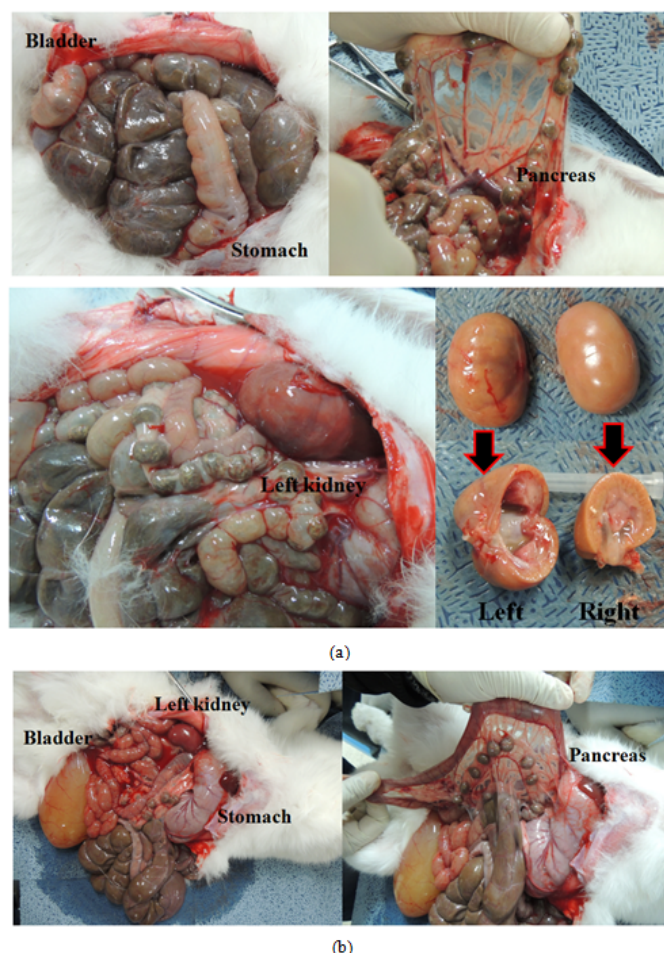 Bladder
Stomach
Pancreas
Left kidney
Left
Right
(a)
Left kidney
Bladder
Stomach
Pancreas
(b)